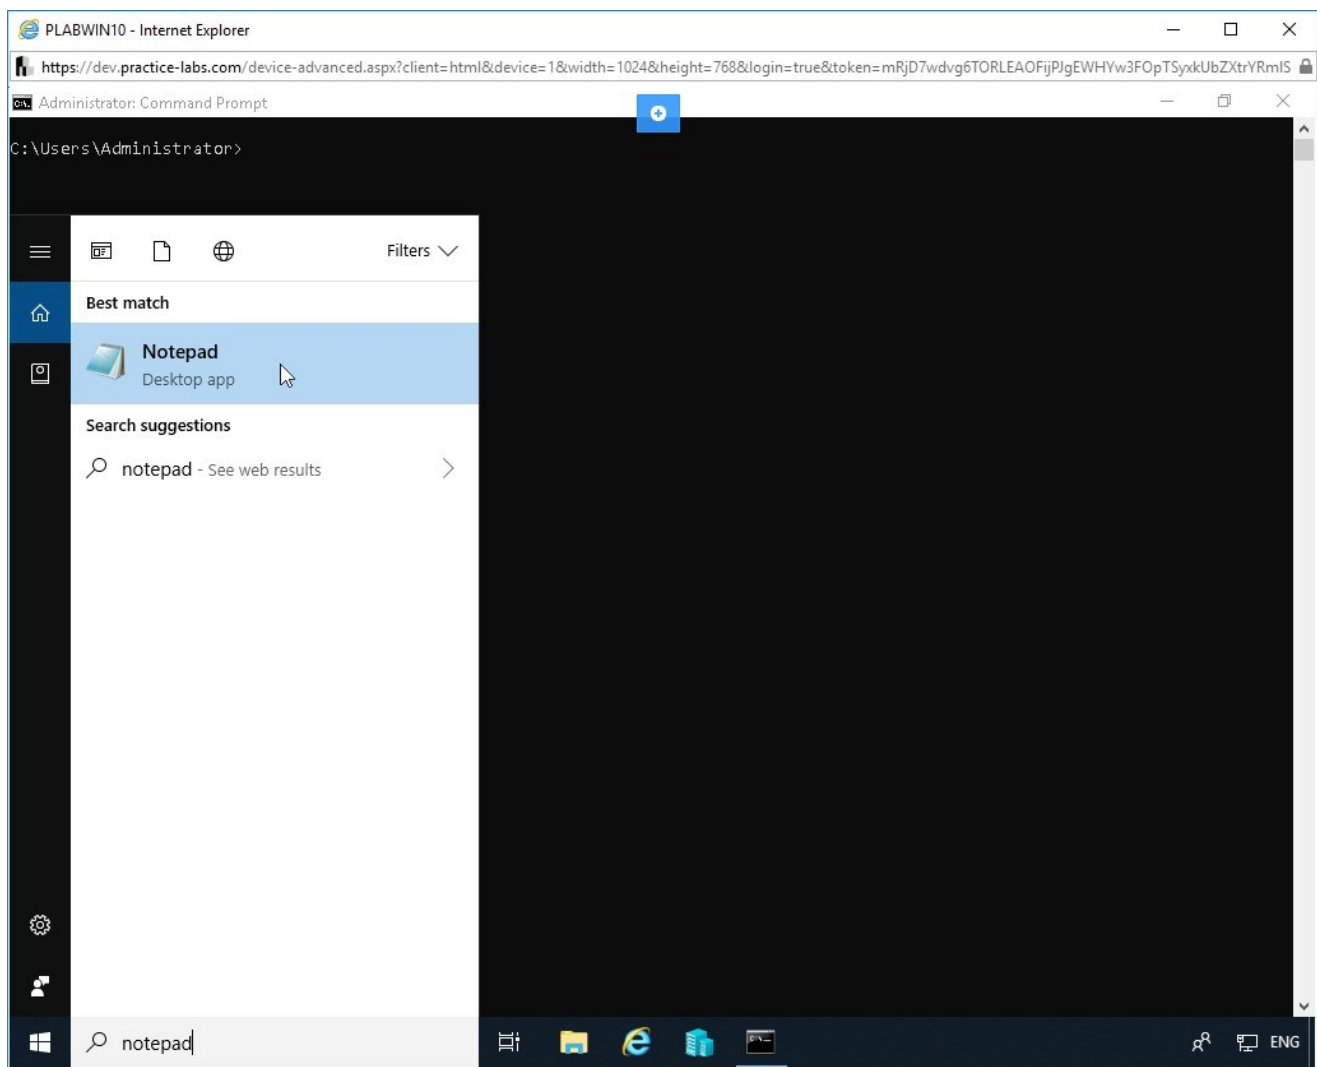 PLABWIN10 - Internet Explorer
https://dev.practice-labs.com/device-advanced.aspx?client=html&device=1&width=1024&height=768&login=true&token=mRjD7wdvg6TORLEAOFijPJgEWHYw3FOpTSyxkUbZXtrYRmIS
Administrator: Command Prompt
C:\Users\Administrator>
Filters
Best match
Notepad
Desktop app
Search suggestions
notepad - See web results
notepad
ENG